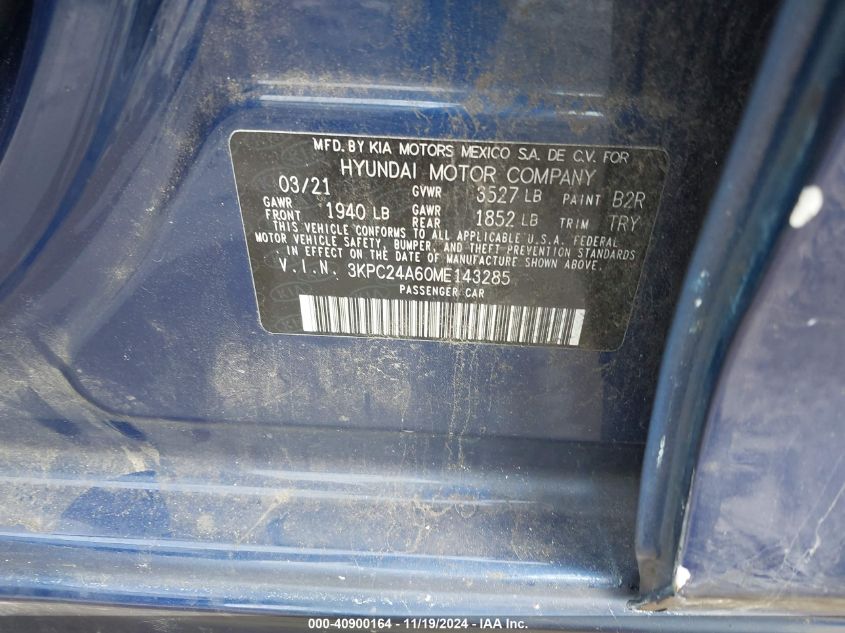 MFD. BY KIA MOTORS MEXICO S.A. DE C.V. FOR
HYUNDAI MOTOR COMPANY
03/21 GVWR 3527 LB PAINT B2R
GAWR FRONT 1940 LB GAWR REAR 1852 LB TRIM TRY
THIS VEHICLE CONFORMS TO ALL APPLICABLE U.S.A. FEDERAL
MOTOR VEHICLE SAFETY, BUMPER, AND THEFT PREVENTION STANDARDS
IN EFFECT ON THE DATE OF MANUFACTURE SHOWN ABOVE.
V.I.N. 3KPC24A60ME143285
PASSENGER CAR
000-40900164 - 11/19/2024 - IAA Inc.